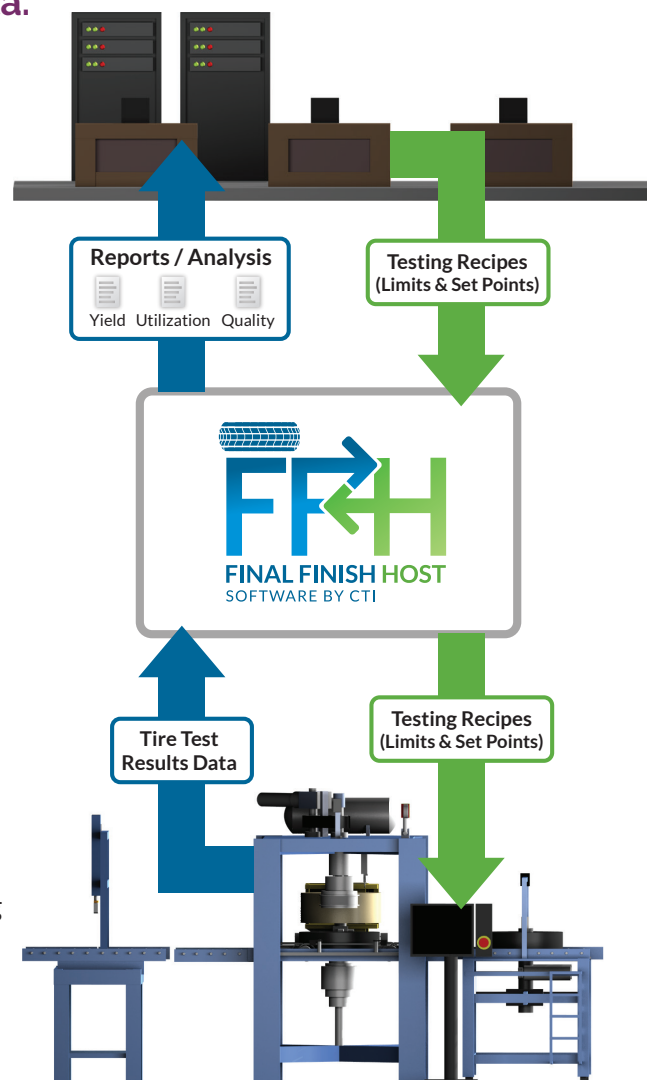 a.
Reports / Analysis
Yield Utilization Quality
Testing Recipes
(Limits & Set Points)
FFH
FINAL FINISH HOST
SOFTWARE BY CTI
Tire Test
Results Data
Testing Recipes
(Limits & Set Points)
g